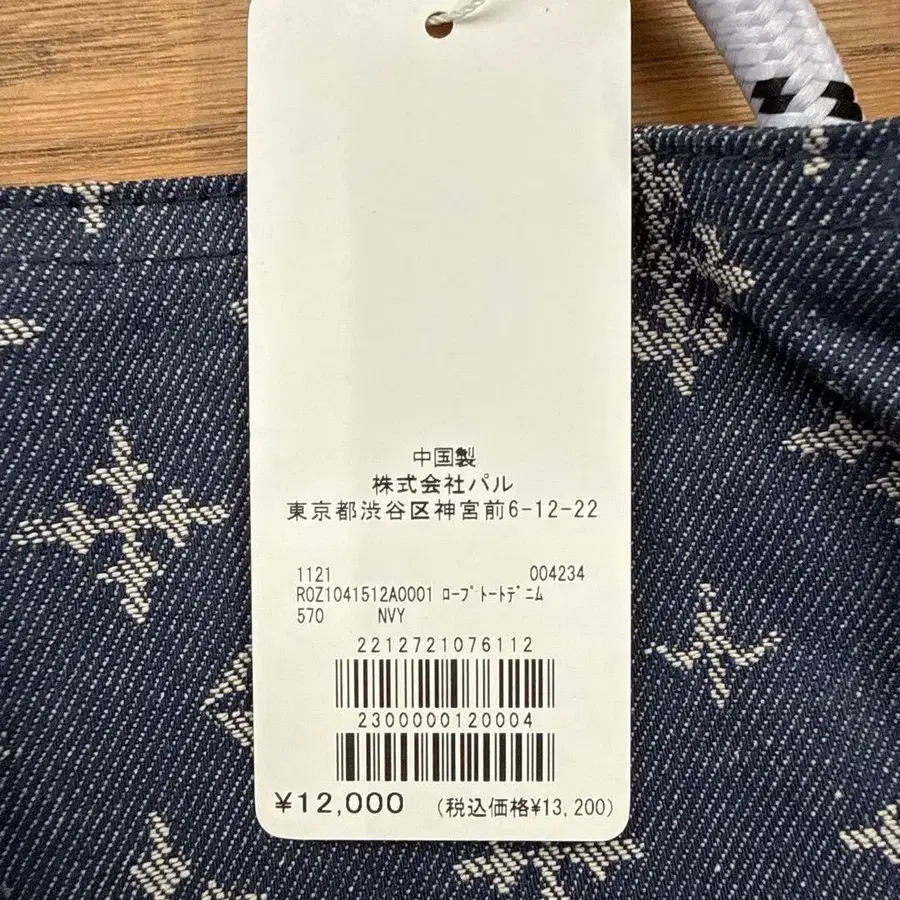 中国製
株式会社パル
東京都渋谷区神宮前6-12-22
1121 004234
ROZ1041512A0001 ﾛｰﾌﾟﾄｰﾄﾃﾞﾆﾑ
570 NVY
2212721076112
2300000120004
¥12,000 (税込価格¥13,200)